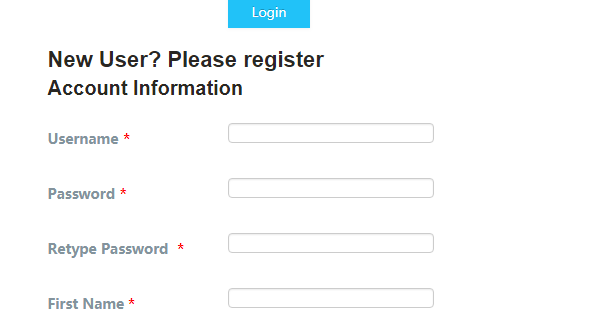 Login
New User? Please register
Account Information
Username *
Password *
Retype Password *
First Name *